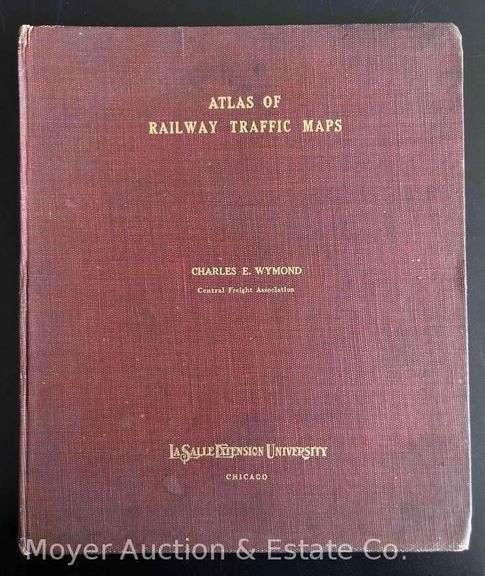 ATLAS OF
RAILWAY TRAFFIC MAPS
CHARLES E. WYMOND
Central Freight Association
LASALLE EXTENSION UNIVERSITY
CHICAGO
Moyer Auction & Estate Co.